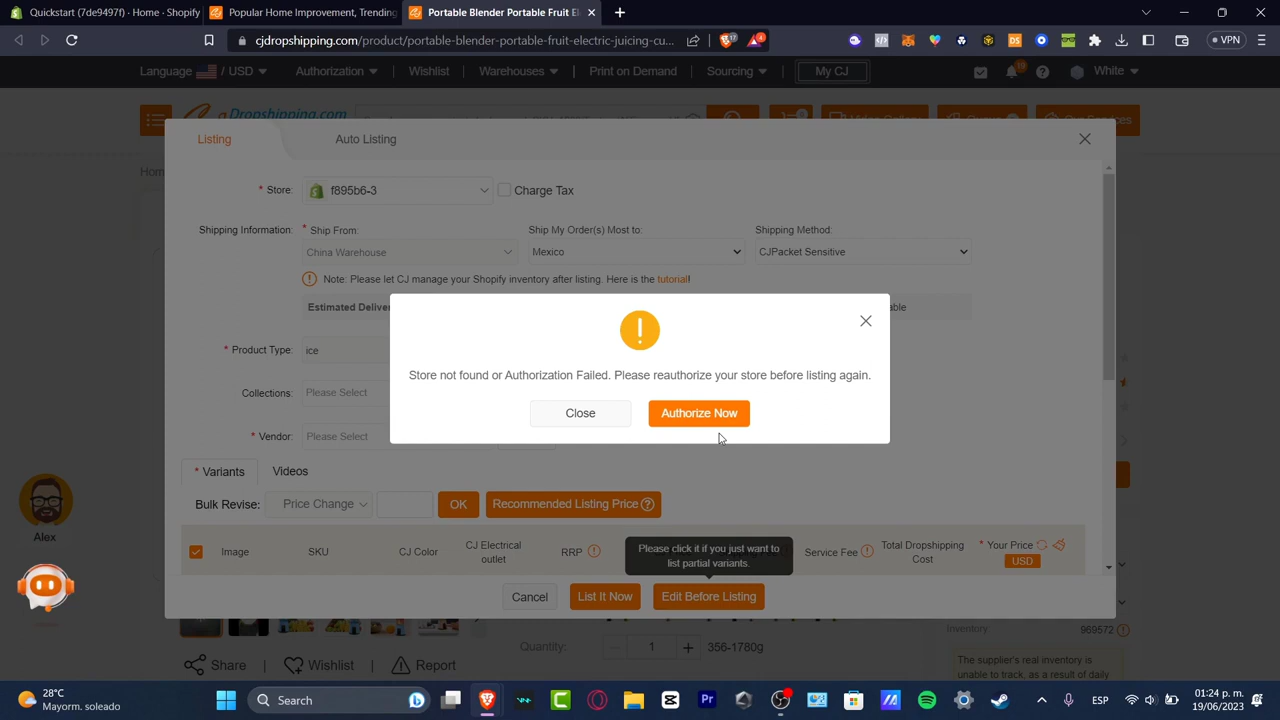 Quickstart (7de9497f) · Home · Shopify
Popular Home Improvement, Trending
Portable Blender Portable Fruit El
cjdropshipping.com/product/portable-blender-portable-fruit-electric-juicing-cu...
17
VPN
Language USD
Authorization
Wishlist
Warehouses
Print on Demand
Sourcing
My CJ
White
Dropshipping.com
Listing
Auto Listing
Hom
* Store:
f895b6-3
Charge Tax
Shipping Information:
* Ship From:
Ship My Order(s) Most to:
Shipping Method:
China Warehouse
Mexico
CJPacket Sensitive
Note: Please let CJ manage your Shopify inventory after listing. Here is the tutorial!
Estimated Deliver
able
* Product Type:
ice
Collections:
Please Select
* Vendor:
Please Select
Store not found or Authorization Failed. Please reauthorize your store before listing again.
Close
Authorize Now
* Variants
Videos
Bulk Revise:
Price Change
OK
Recommended Listing Price
Image
SKU
CJ Color
CJ Electrical outlet
RRP
Please click it if you just want to
list partial variants.
Service Fee
Total Dropshipping Cost
* Your Price
USD
Alex
Cancel
List It Now
Edit Before Listing
Quantity:
1
356-1780g
Inventory
969572
Share
Wishlist
Report
The supplier's real inventory is
unable to track, as a result of daily
28°C
Mayorm. soleado
Search
Pr
ESP
01:24 p. m.
19/06/2023